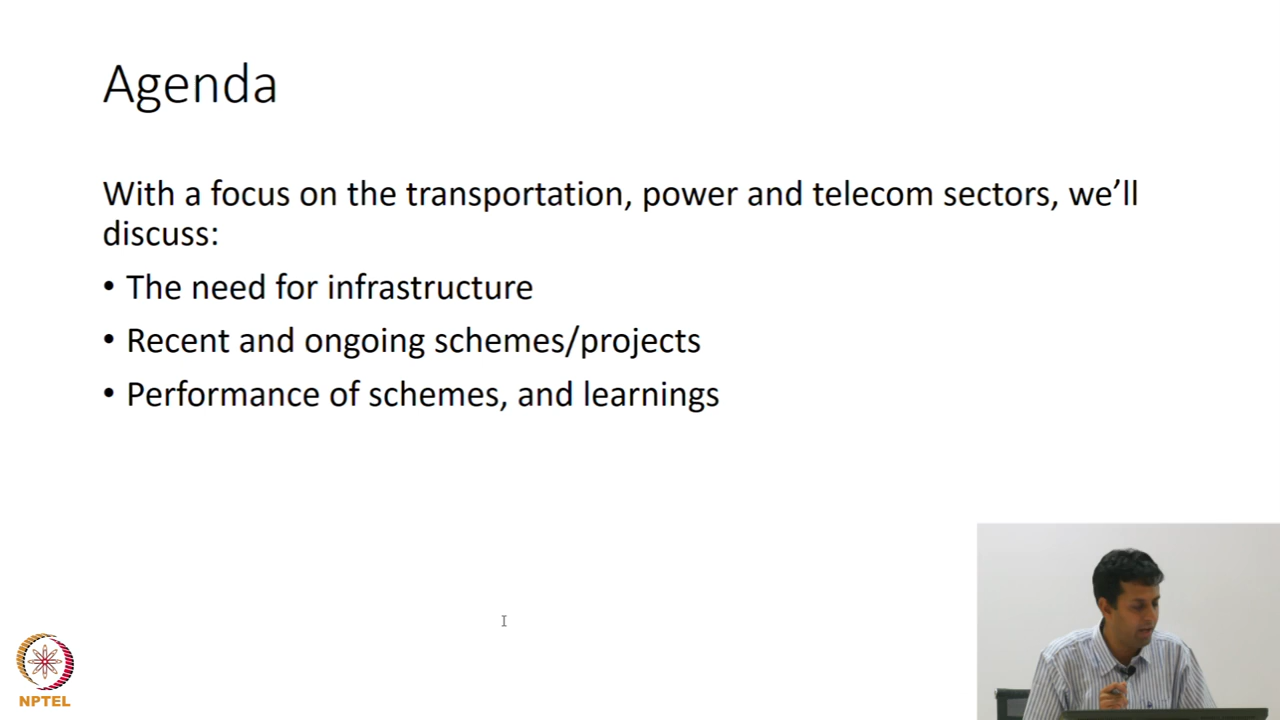 Agenda
With a focus on the transportation, power and telecom sectors, we’ll
discuss:
• The need for infrastructure
• Recent and ongoing schemes/projects
• Performance of schemes, and learnings
NPTEL